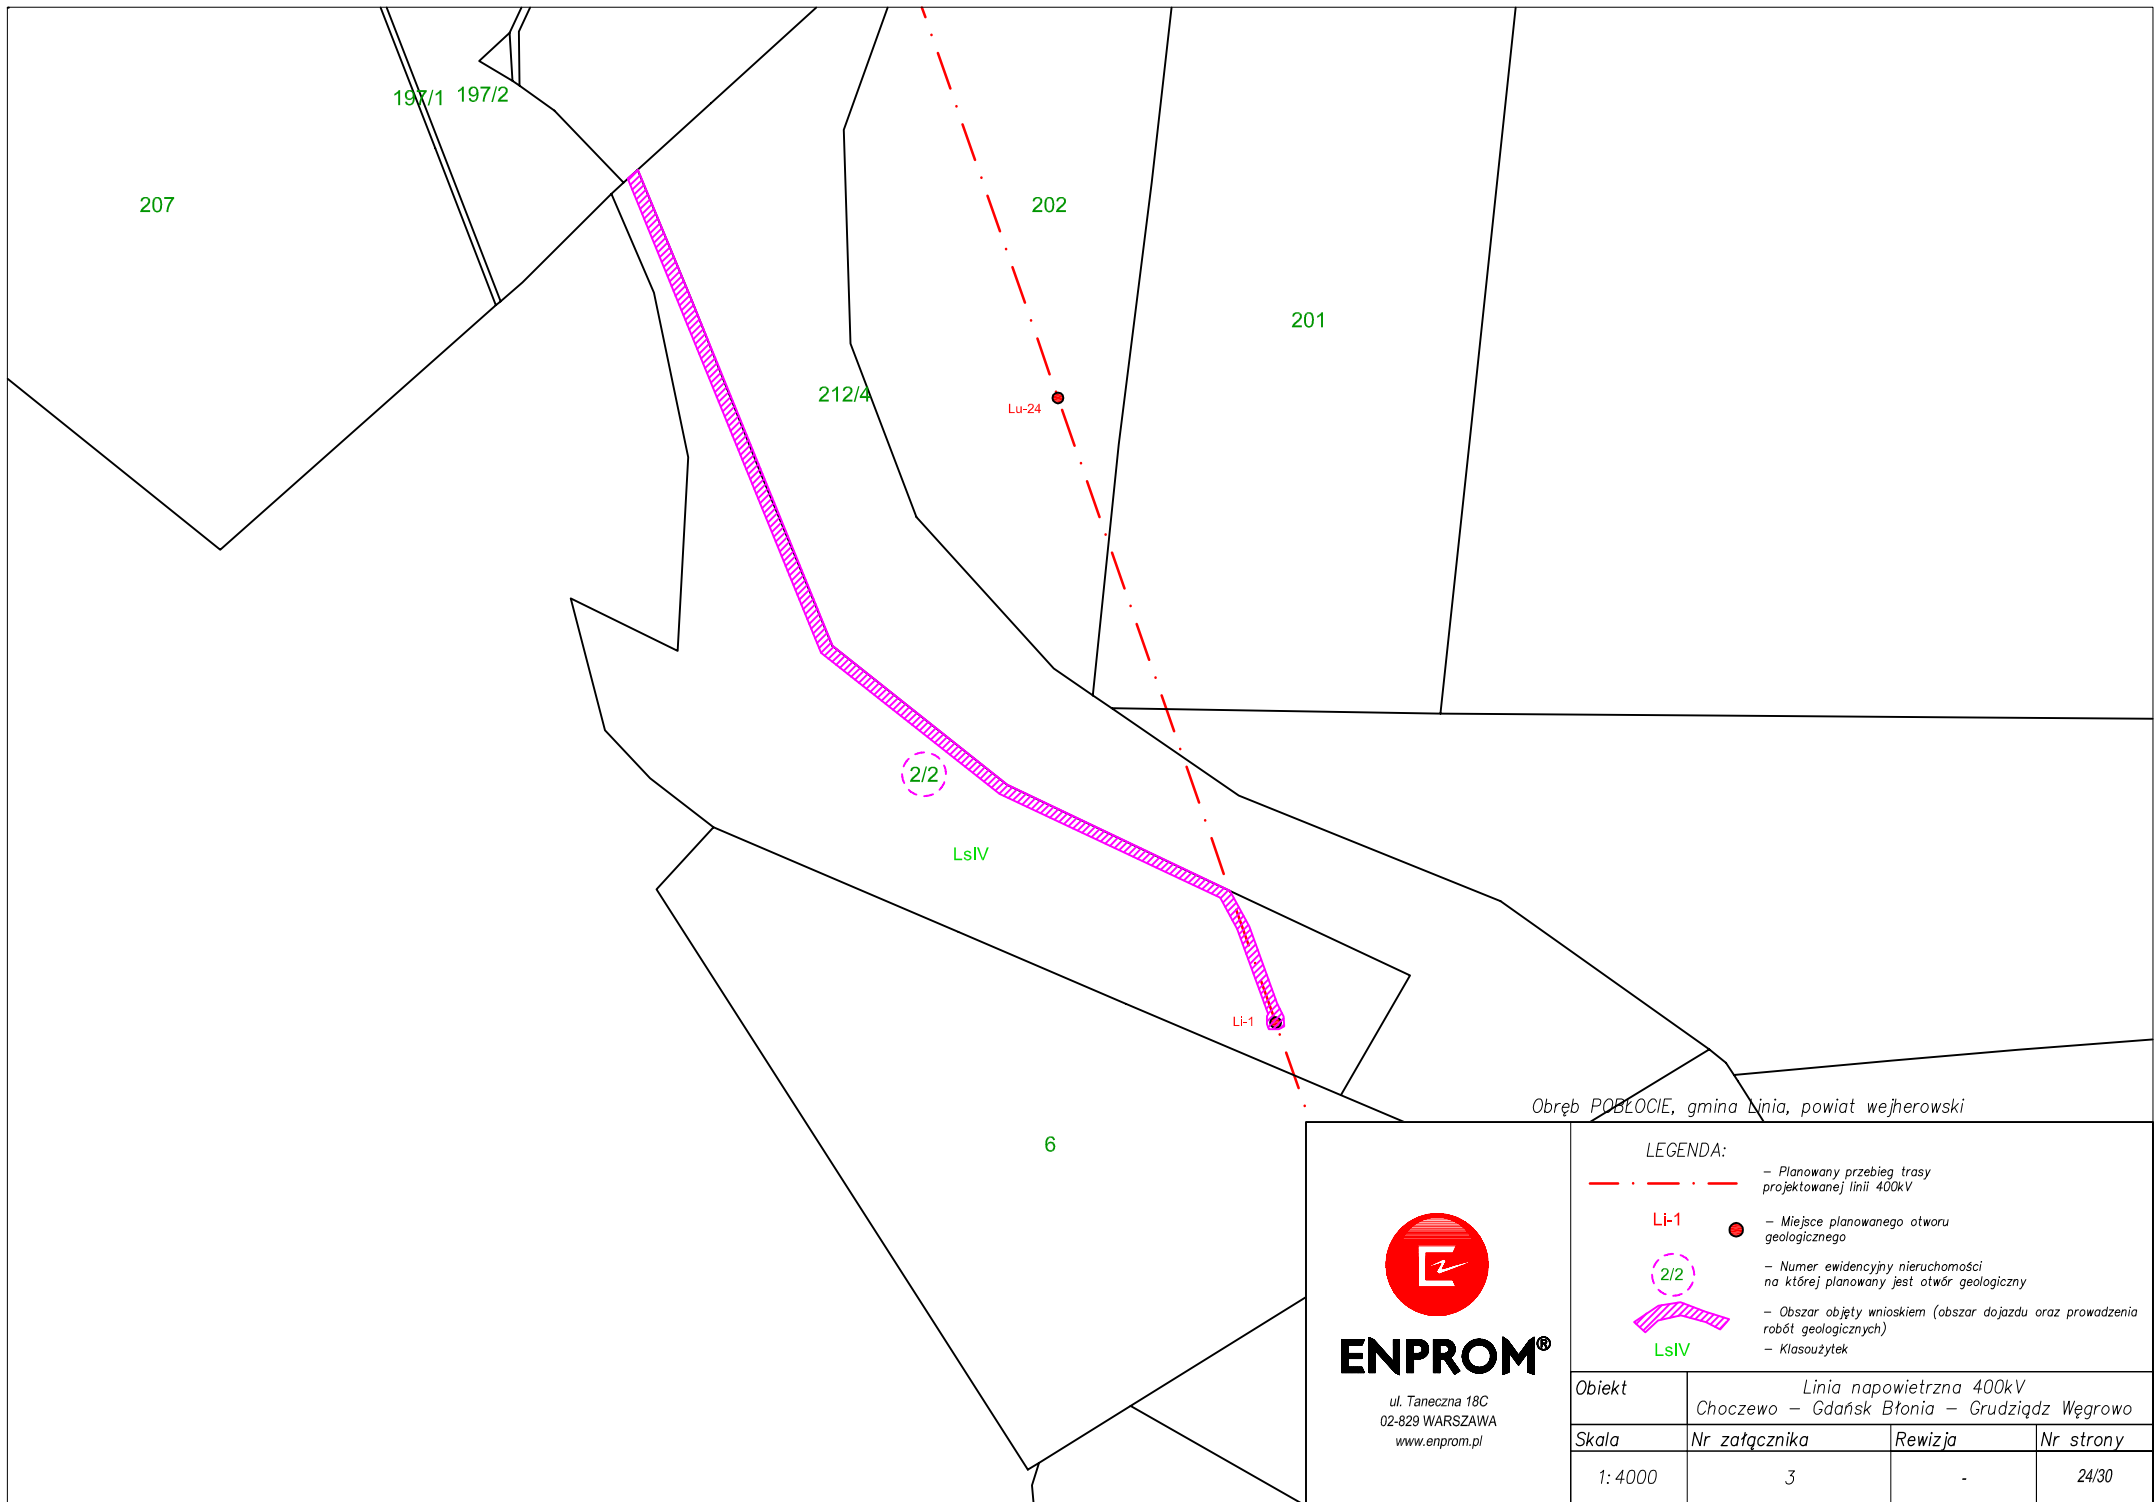 197/1 197/2
207
202
201
212/4
Lu-24
2/2
LsIV
Li-1
6
Obręb POBŁOCIE, gmina Linia, powiat wejherowski
LEGENDA:
– Planowany przebieg trasy
projektowanej linii 400kV
Li-1
– Miejsce planowanego otworu
geologicznego
2/2
– Numer ewidencyjny nieruchomości
na której planowany jest otwór geologiczny
– Obszar objęty wnioskiem (obszar dojazdu oraz prowadzenia
robót geologicznych)
LsIV
– Klasoużytek
ENPROM®
ul. Taneczna 18C
02-829 WARSZAWA
www.enprom.pl
Obiekt
Linia napowietrzna 400kV
Choczewo – Gdańsk Błonia – Grudziądz Węgrowo
Skala Nr załącznika Rewizja Nr strony
1:4000 3 - 24/30